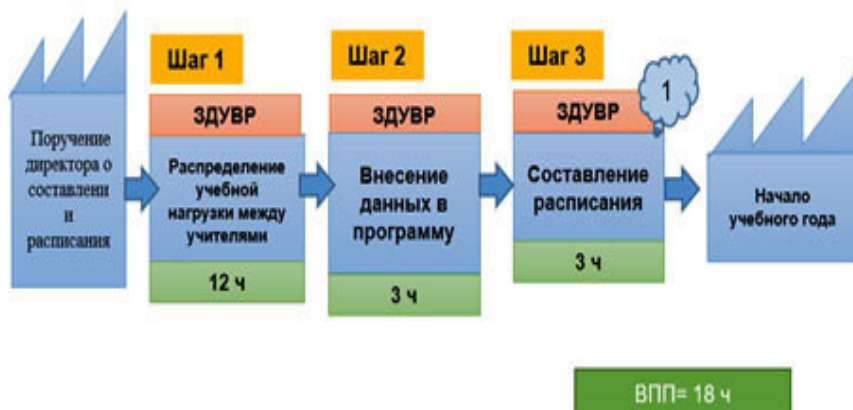 Поручение
директора о
составлени
и
расписания
Шаг 1
ЗДУВР
Распределение
учебной
нагрузки между
учителями
12 ч
Шаг 2
ЗДУВР
Внесение
данных в
программу
3 ч
Шаг 3
1
ЗДУВР
Составление
расписания
3 ч
Начало
учебного года
ВПП= 18 ч